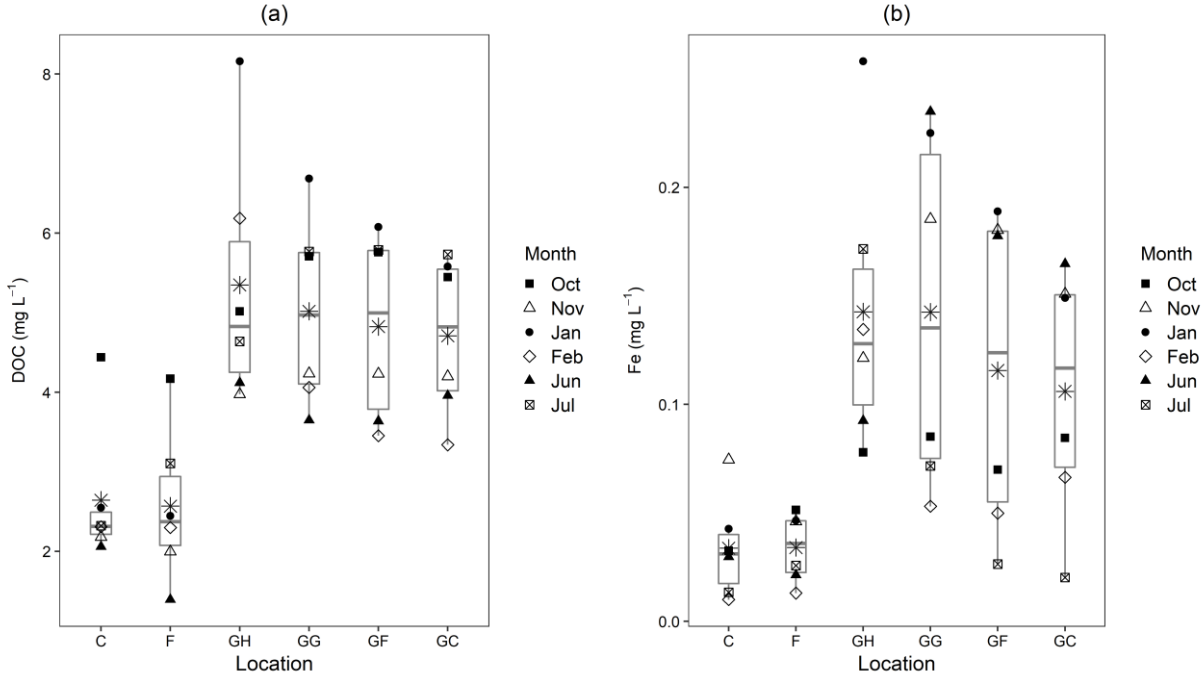 (a)
8
6
4
2
DOC (mg L⁻¹)
C F GH GG GF GC
Location
Month
Oct
Nov
Jan
Feb
Jun
Jul
(b)
0.2
0.1
0.0
Fe (mg L⁻¹)
C F GH GG GF GC
Location
Month
Oct
Nov
Jan
Feb
Jun
Jul